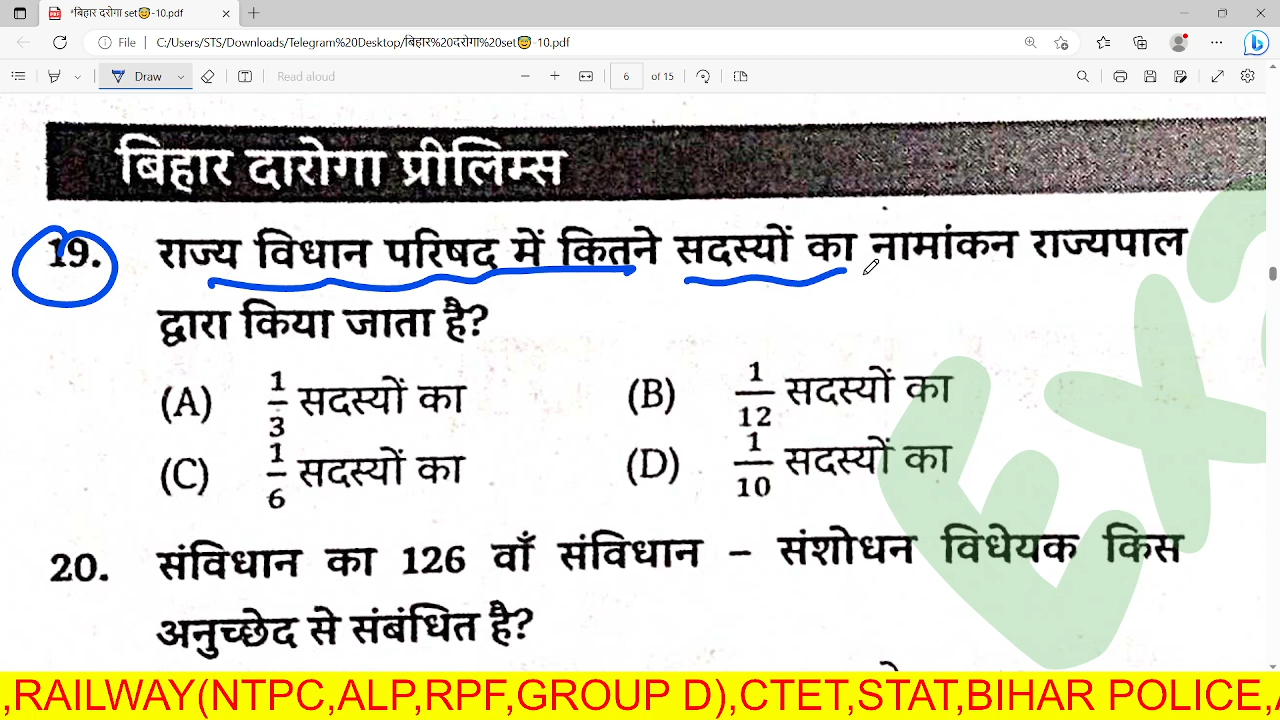 *बिहार दरोगा set😇-10.pdf
File C:/Users/STS/Downloads/Telegram%20Desktop/बिहार%20दरोगा%20set😇-10.pdf
Draw Read aloud 6 of 15
बिहार दारोगा प्रीलिम्स
19. राज्य विधान परिषद में कितने सदस्यों का नामांकन राज्यपाल
द्वारा किया जाता है?
(A) 1/3 सदस्यों का (B) 1/12 सदस्यों का
(C) 1/6 सदस्यों का (D) 1/10 सदस्यों का
20. संविधान का 126 वाँ संविधान – संशोधन विधेयक किस
अनुच्छेद से संबंधित है?
,RAILWAY(NTPC,ALP,RPF,GROUP D),CTET,STAT,BIHAR POLICE,